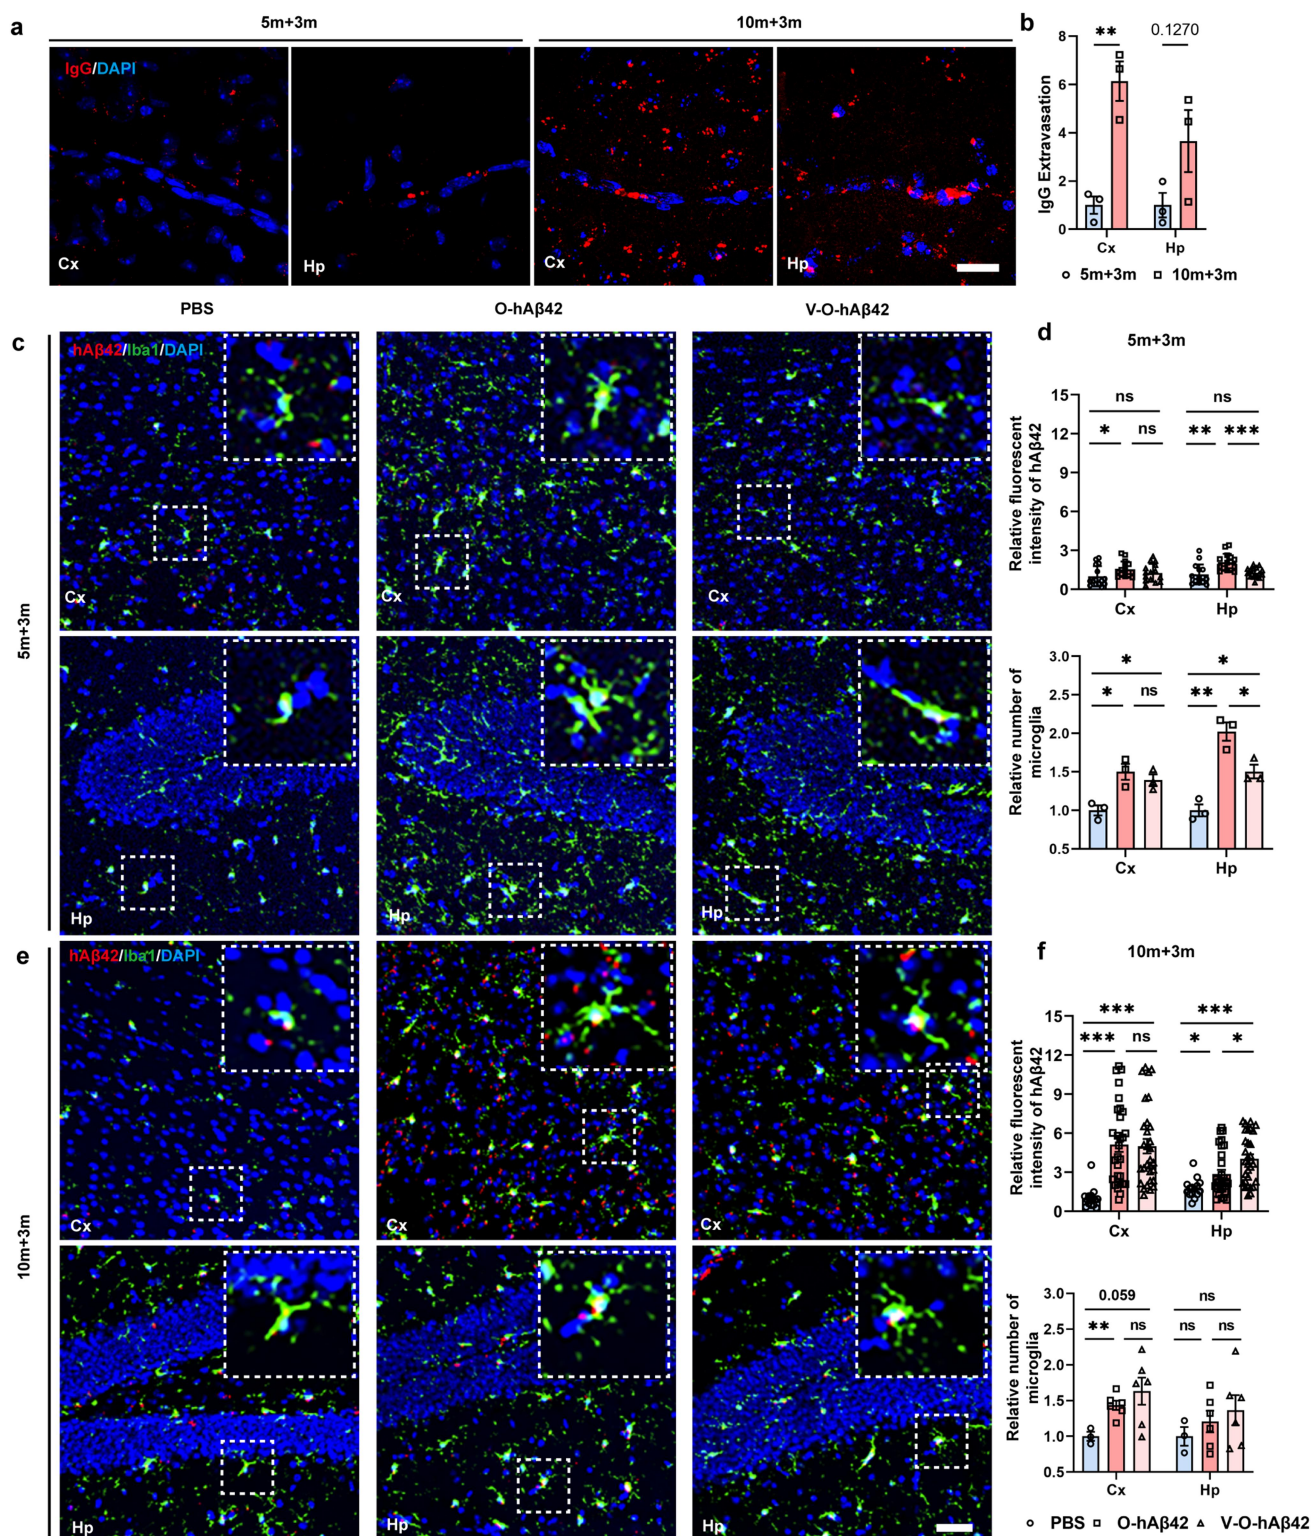 a
5m+3m
10m+3m
IgG/DAPI
Cx
Hp
Cx
Hp
b
**
0.1270
8
6
4
2
0
IgG Extravasation
Cx
Hp
5m+3m
10m+3m
PBS
O-hAβ42
V-O-hAβ42
c
5m+3m
hAβ42/Iba1/DAPI
Cx
Cx
Cx
Hp
Hp
Hp
d
5m+3m
Relative fluorescent
intensity of hAβ42
15
12
9
6
3
0
ns
ns
*
ns
**
***
Cx
Hp
Relative number of
microglia
3.0
2.5
2.0
1.5
1.0
0.5
*
*
*
ns
**
*
Cx
Hp
e
10m+3m
hAβ42/Iba1/DAPI
Cx
Cx
Cx
Hp
Hp
Hp
f
10m+3m
Relative fluorescent
intensity of hAβ42
15
12
9
6
3
0
***
***
***
ns
*
*
Cx
Hp
Relative number of
microglia
3.0
2.5
2.0
1.5
1.0
0.5
0.059
ns
**
ns
ns
ns
Cx
Hp
PBS
O-hAβ42
V-O-hAβ42